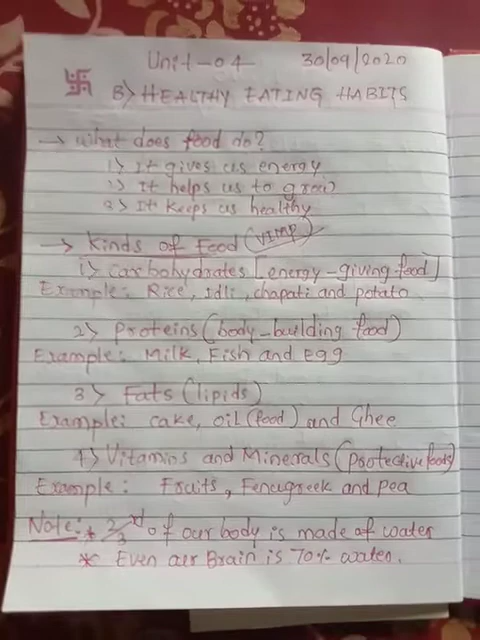 Unit-04 30/09/2020
卐 B> HEALTHY EATING HABITS
→ What does food do?
1> It gives us energy
2> It helps us to grow
3> It keeps us healthy
→ Kinds of Food (VIMP)
1> Carbohydrates [energy-giving food]
Example: Rice, Idli, chapati and potato
2> Proteins (body-building food)
Example: Milk, Fish and egg
3> Fats (lipids)
Example: cake, oil (food) and Ghee
4> Vitamins and Minerals (protective foods)
Example: Fruits, Fenugreek and pea
Note: * 2/3rd of our body is made of water
* Even our Brain is 70% water.